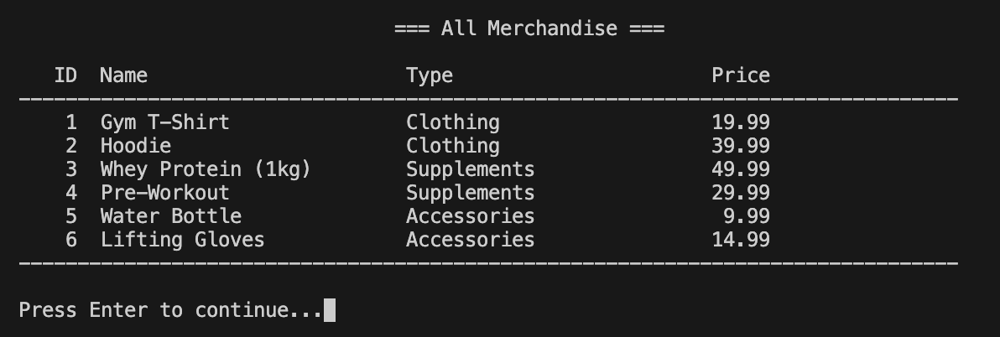 === All Merchandise ===
ID Name Type Price
--------------------------------------------------------------------------------
1 Gym T-Shirt Clothing 19.99
2 Hoodie Clothing 39.99
3 Whey Protein (1kg) Supplements 49.99
4 Pre-Workout Supplements 29.99
5 Water Bottle Accessories 9.99
6 Lifting Gloves Accessories 14.99
--------------------------------------------------------------------------------
Press Enter to continue...